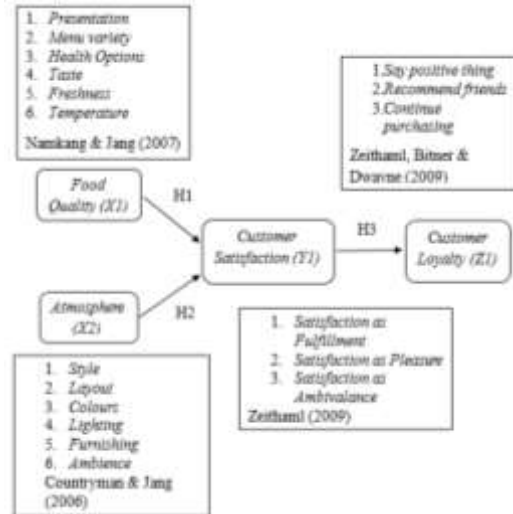 1. Presentation
2. Menu variety
3. Health Options
4. Taste
5. Freshness
6. Temperature
Namkang & Jang (2007)
1.Say positive thing
2.Recommend friends
3.Continue
purchasing
Zeithaml, Bitner &
Dwayne
(2009)
Food
Quality (X1)
H1
Customer
Satisfaction (Y1)
H3
Customer
Loyalty (Z1)
Atmosphere
(X2)
H2
1. Style
2. Layout
3. Colours
4. Lighting
5. Furnishing
6. Ambience
Countryman & Jang
(2006)
1. Satisfaction as
Fulfillment
2. Satisfaction as Pleasure
3. Satisfaction as
Ambivalance
Zeithaml (2009)